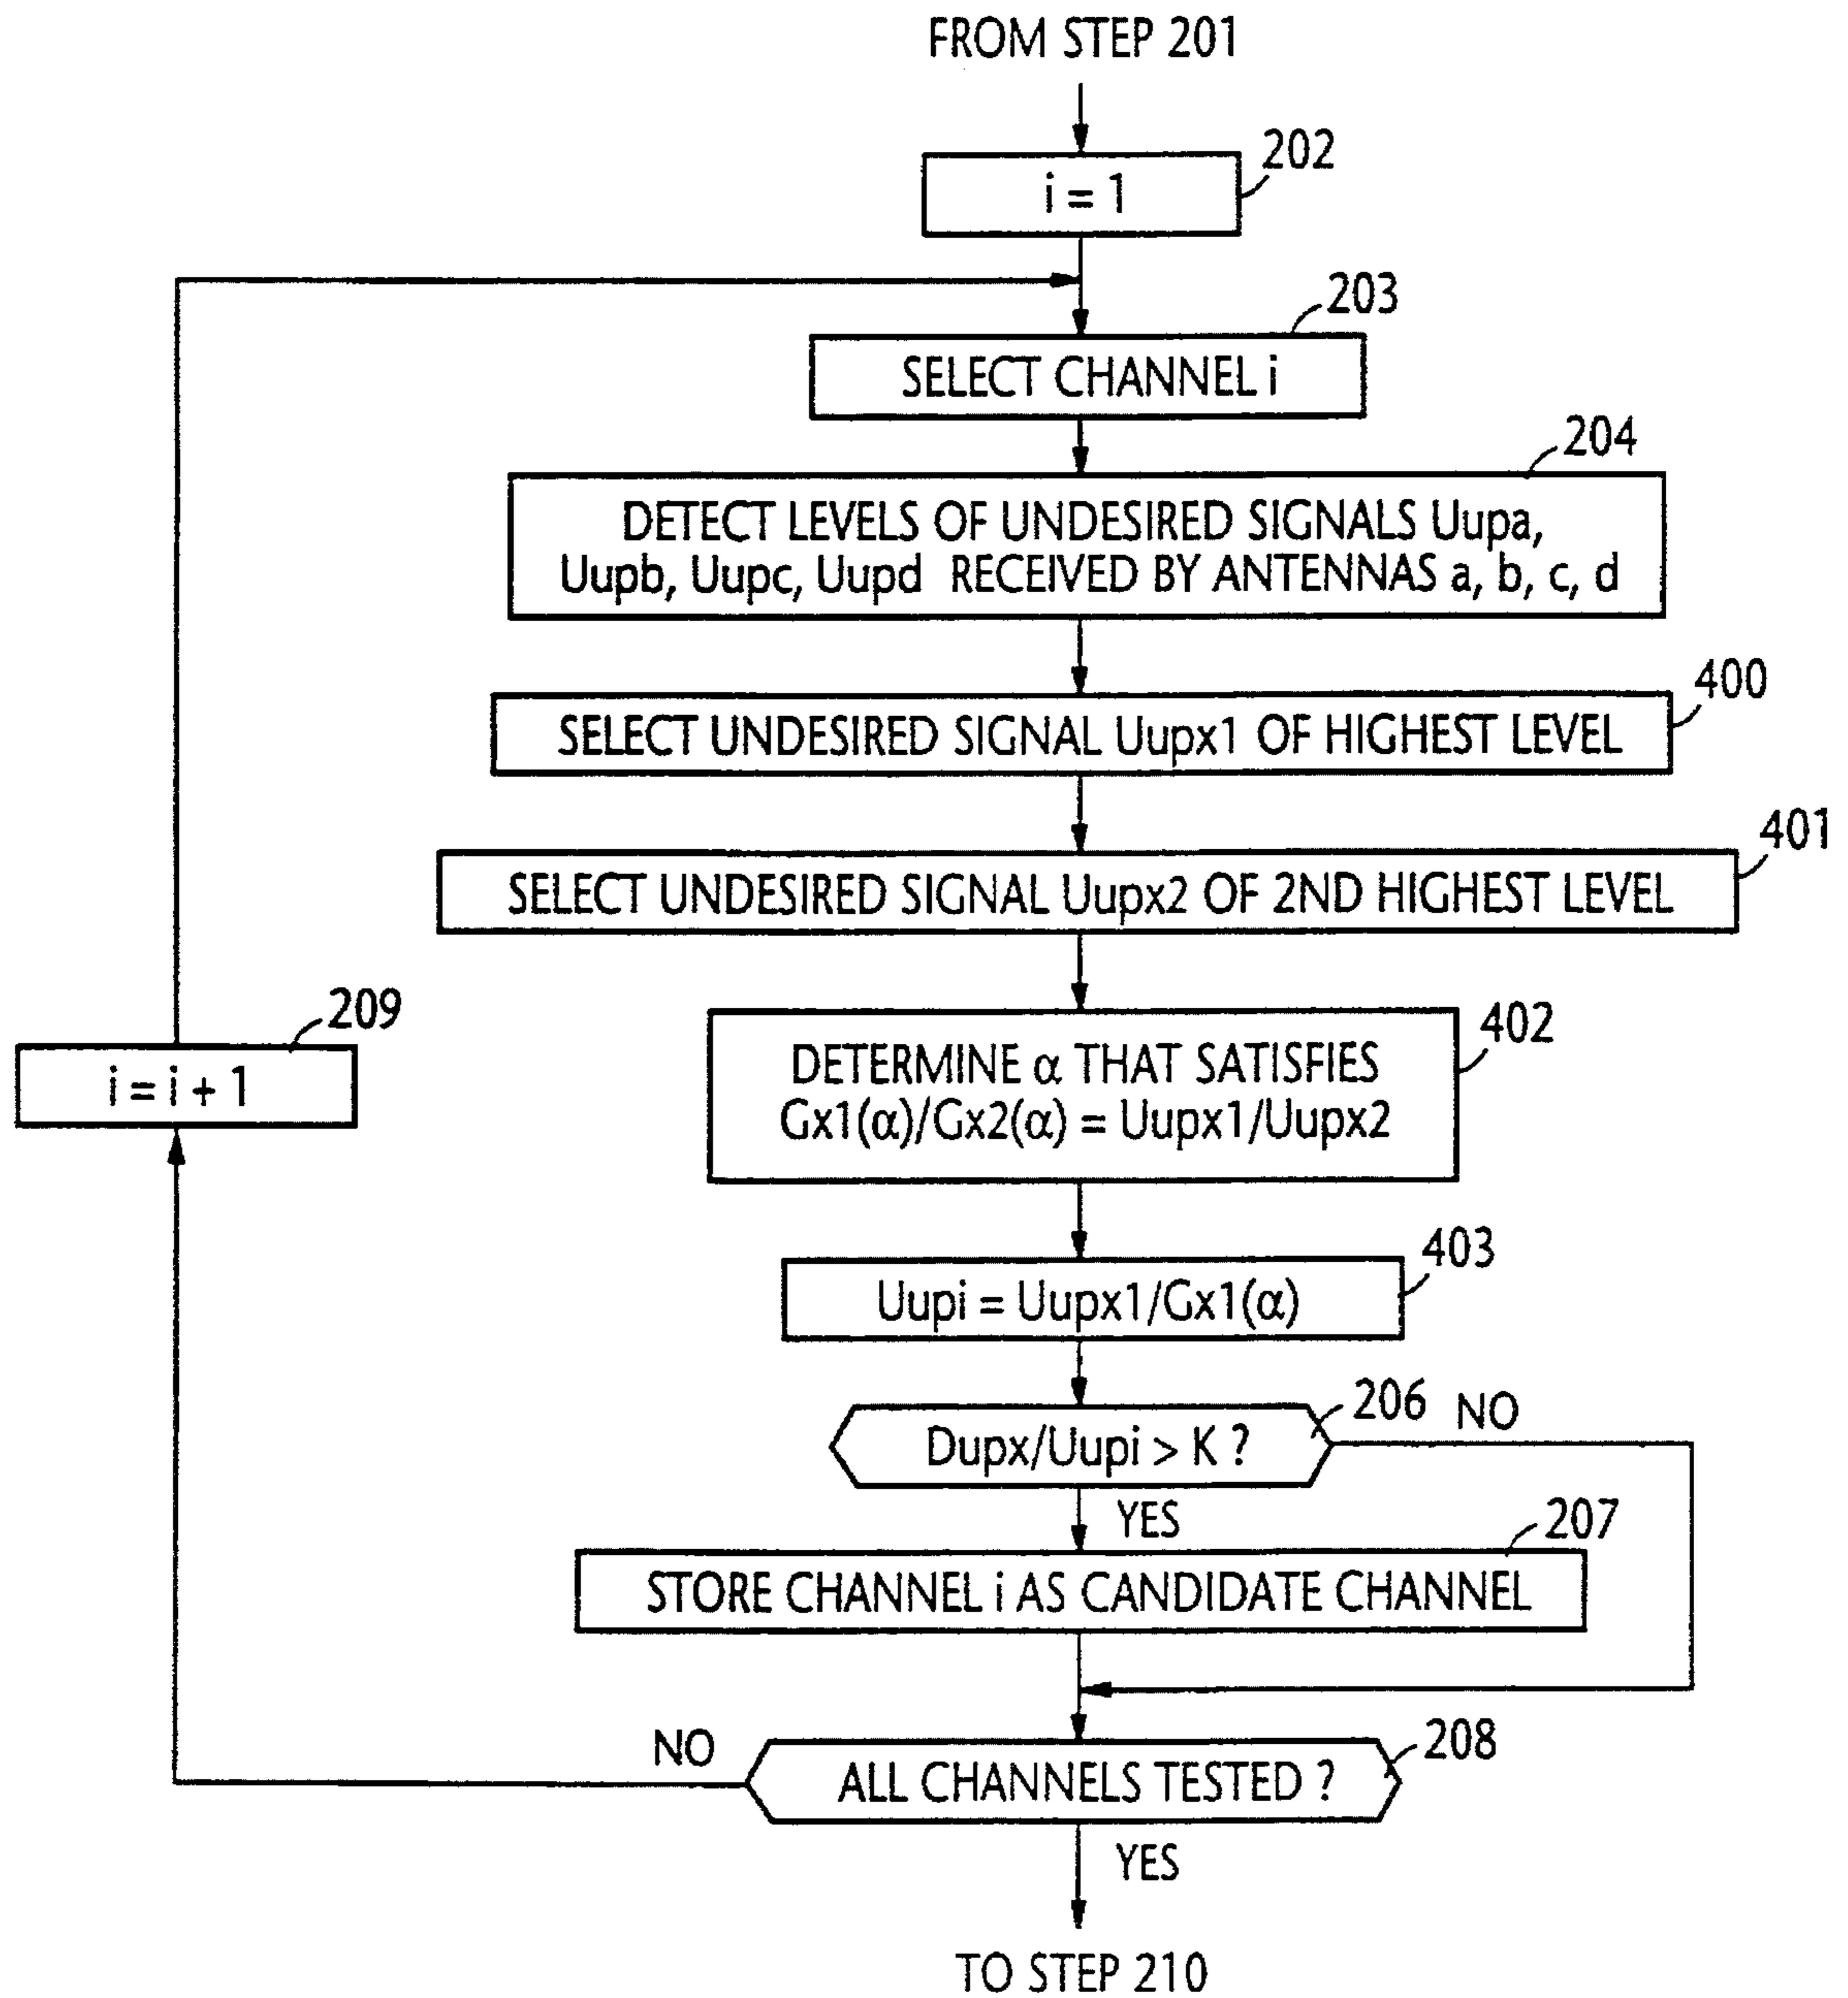 FROM STEP 201
202
i = 1
203
SELECT CHANNEL i
204
DETECT LEVELS OF UNDESIRED SIGNALS Uupa,
Uupb, Uupc, Uupd RECEIVED BY ANTENNAS a, b, c, d
400
SELECT UNDESIRED SIGNAL Uupx1 OF HIGHEST LEVEL
401
SELECT UNDESIRED SIGNAL Uupx2 OF 2ND HIGHEST LEVEL
209
i = i + 1
402
DETERMINE α THAT SATISFIES
Gx1(α)/Gx2(α) = Uupx1/Uupx2
403
Uupi = Uupx1/Gx1(α)
206
NO
Dupx/Uupi > K ?
YES
207
STORE CHANNEL i AS CANDIDATE CHANNEL
NO
208
ALL CHANNELS TESTED ?
YES
TO STEP 210